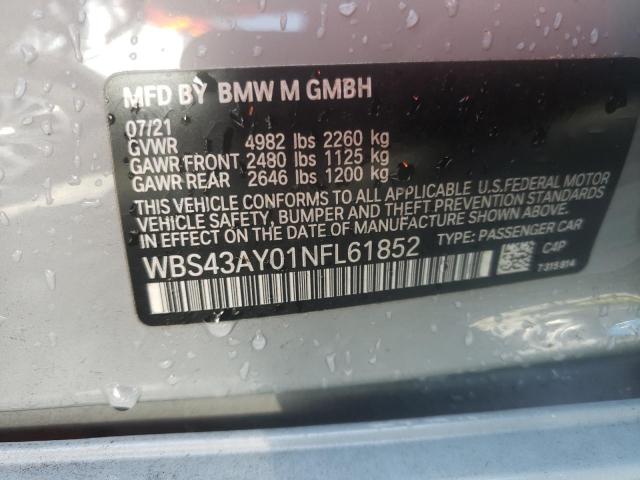 MFD BY BMW M GMBH
07/21
GVWR 4982 lbs 2260 kg
GAWR FRONT 2480 lbs 1125 kg
GAWR REAR 2646 lbs 1200 kg
THIS VEHICLE CONFORMS TO ALL APPLICABLE U.S.FEDERAL MOTOR
VEHICLE SAFETY, BUMPER AND THEFT PREVENTION STANDARDS
IN EFFECT ON THE DATE OF MANUFACTURE SHOWN ABOVE.
WBS43AY01NFL61852 TYPE: PASSENGER CAR
C4P
7315814